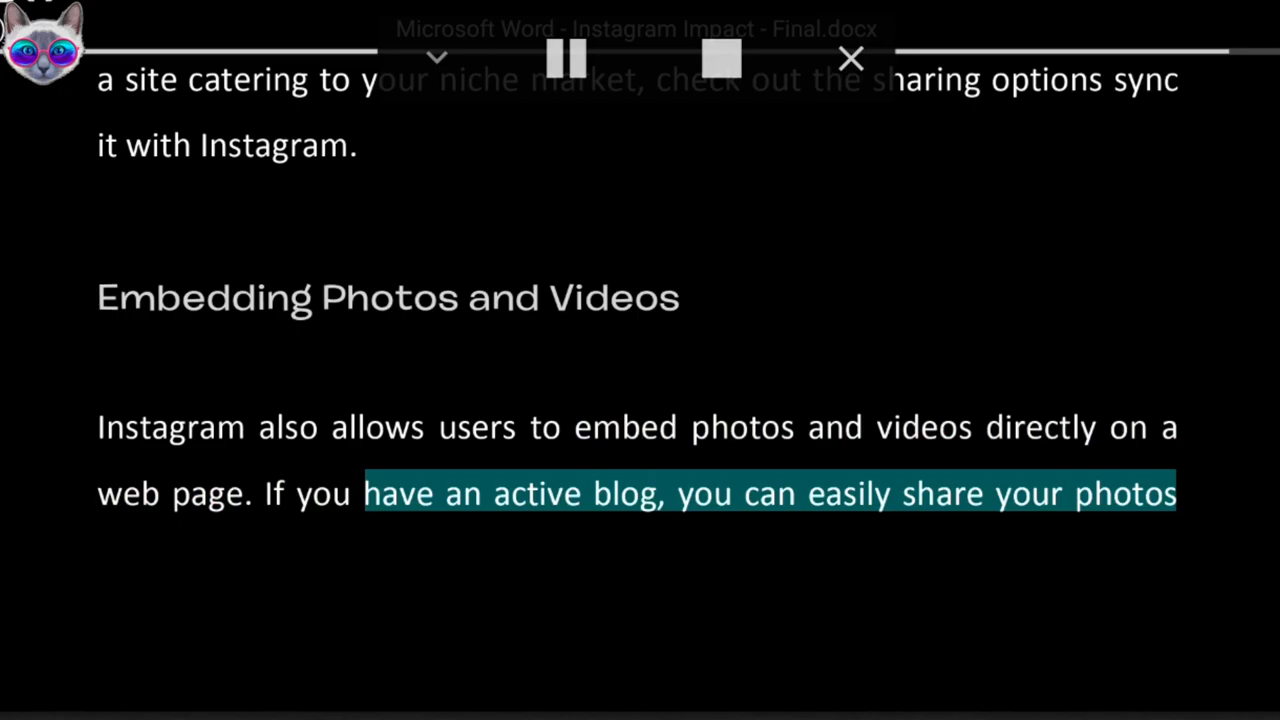 Microsoft Word - Instagram Impact - Final.docx
a site catering to your niche market, check out the sharing options sync
it with Instagram.
Embedding Photos and Videos
Instagram also allows users to embed photos and videos directly on a
web page. If you have an active blog, you can easily share your photos